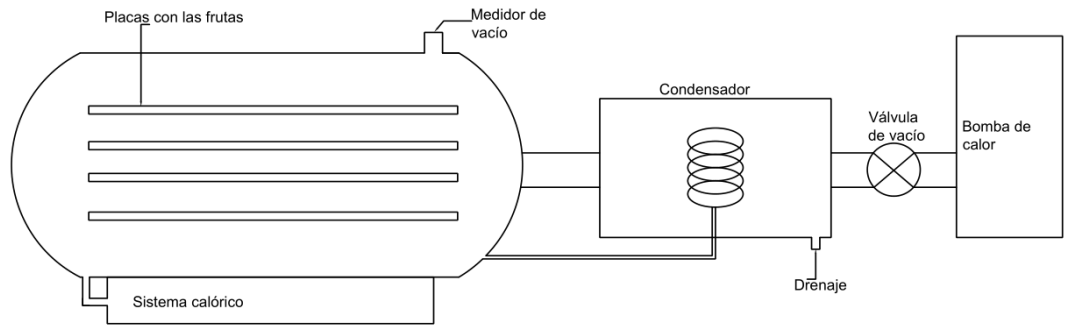 Placas con las frutas
Medidor de
vacío
Condensador
Válvula
de vacío
Bomba de
calor
Drenaje
Sistema calórico